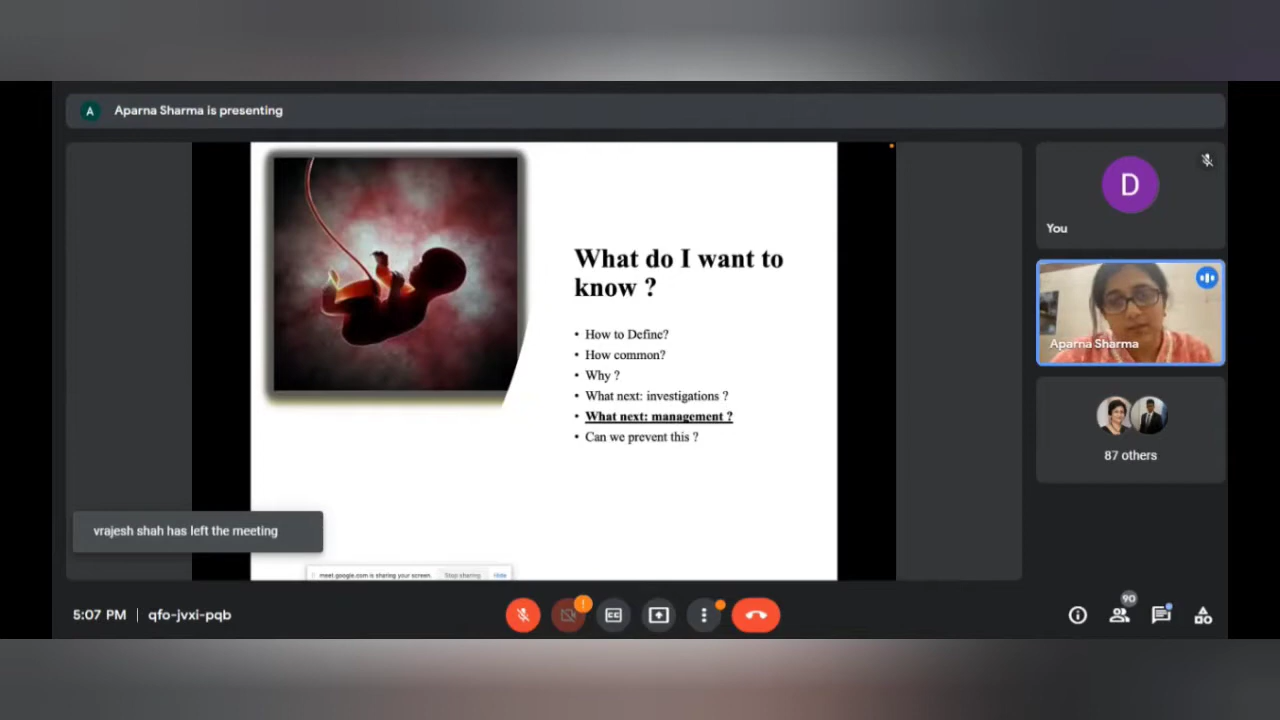 A
Aparna Sharma is presenting
What do I want to
know ?
• How to Define?
• How common?
• Why ?
• What next: investigations ?
• What next: management ?
• Can we prevent this ?
D
You
Aparna Sharma
87 others
vrajesh shah has left the meeting
meet.google.com is sharing your screen. Stop sharing Hide
5:07 PM | qfo-jvxi-pqb
!
CC
90